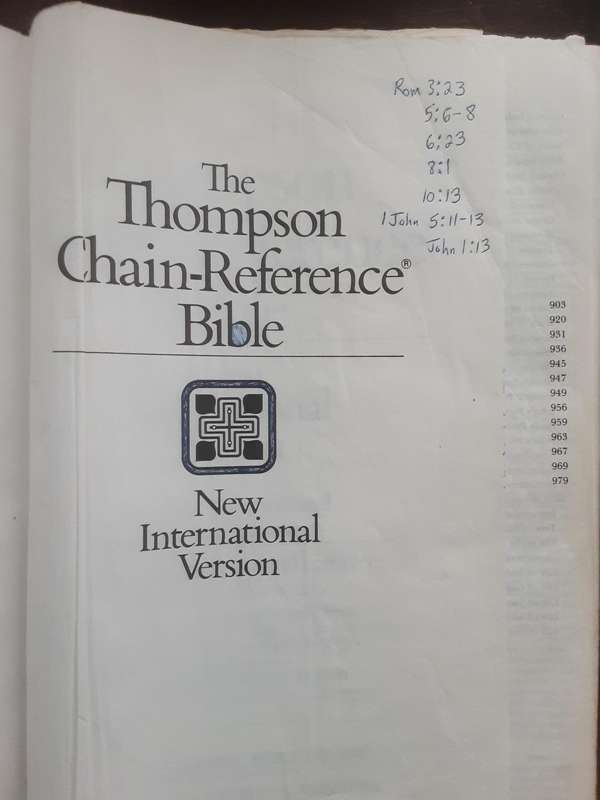 Rom 3:23
5:6-8
6:23
8:1
10:13
1 John 5:11-13
John 1:13
The
Thompson
Chain-Reference®
Bible
New
International
Version
903
920
931
936
945
947
949
956
959
963
967
969
979